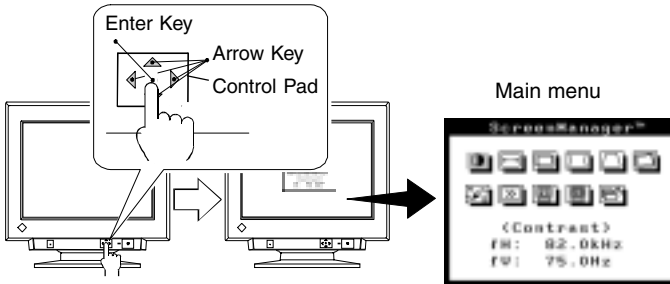 Enter Key
Arrow Key
Control Pad
Main menu
ScreenManager™
(Contrast)
fH: 82.0kHz
fV: 75.0Hz